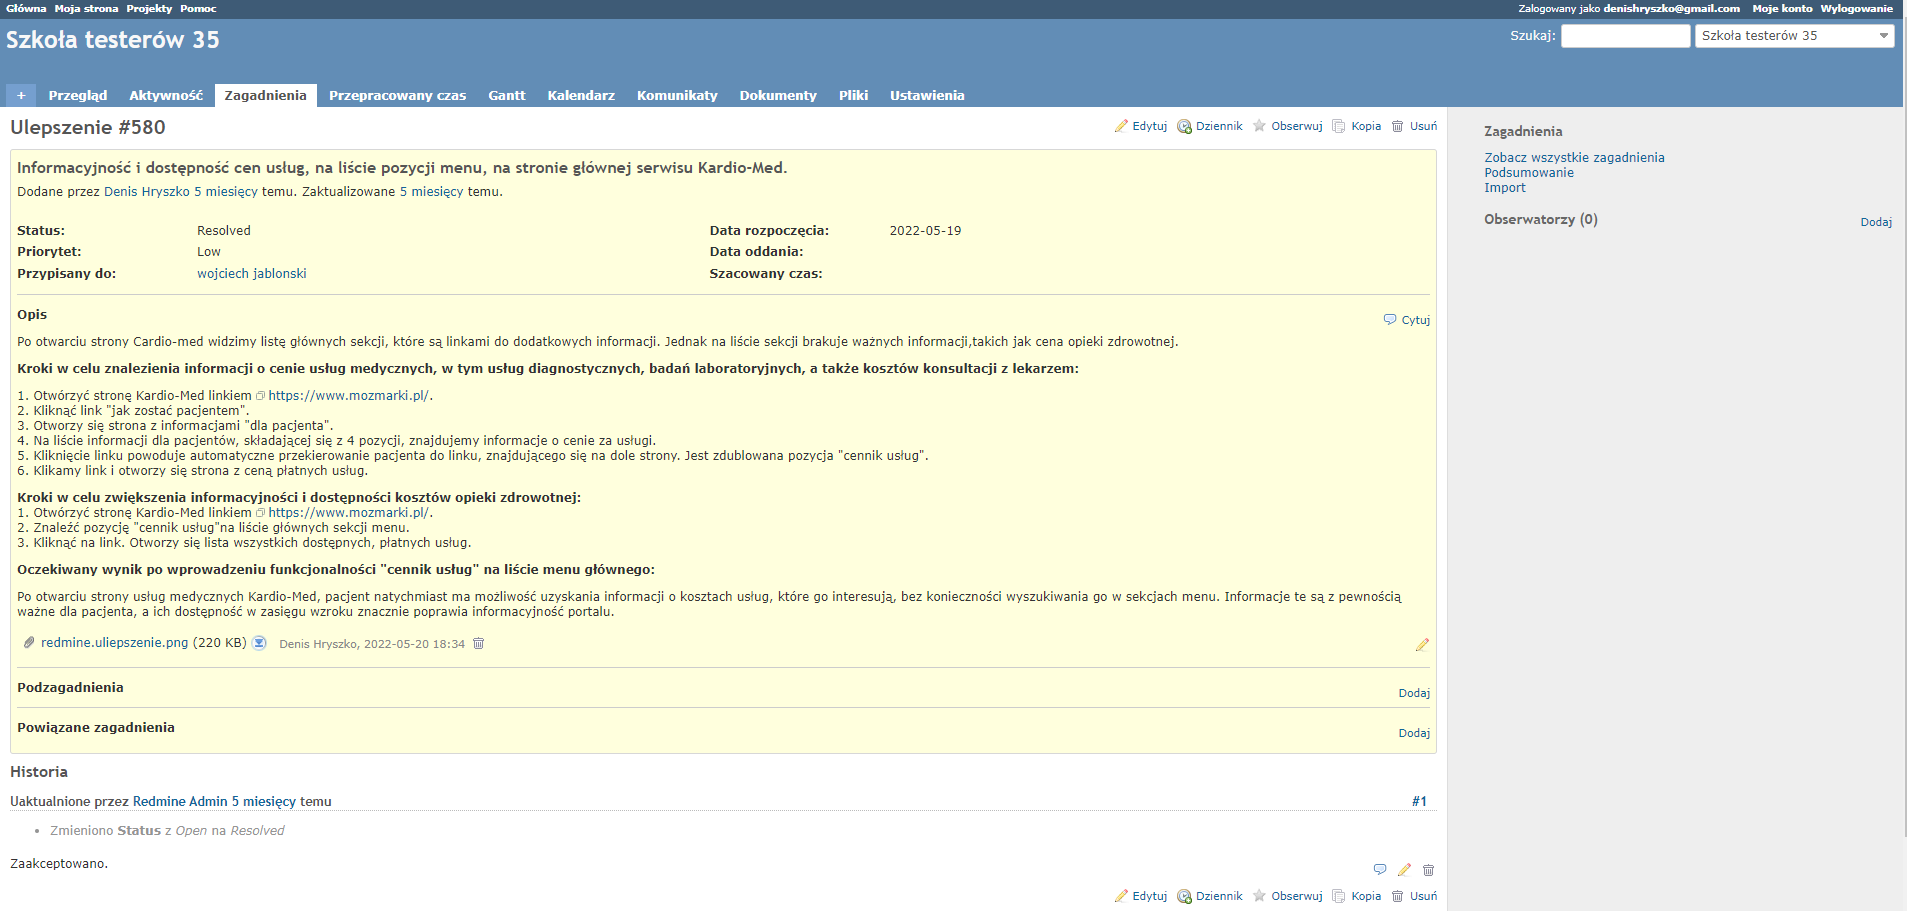 Główna Moja strona Projekty Pomoc
Zalogowany jako denishryszko@gmail.com Moje konto Wylogowanie
Szkoła testerów 35
Szukaj: Szkoła testerów 35
+ Przegląd Aktywność Zagadnienia Przepracowany czas Gantt Kalendarz Komunikaty Dokumenty Pliki Ustawienia
Ulepszenie #580
Edytuj Dziennik Obserwuj Kopia Usuń
Informacyjność i dostępność cen usług, na liście pozycji menu, na stronie głównej serwisu Kardio-Med.
Dodane przez Denis Hryszko 5 miesięcy temu. Zaktualizowane 5 miesięcy temu.
Status: Resolved
Data rozpoczęcia: 2022-05-19
Priorytet: Low
Data oddania:
Przypisany do: wojciech jablonski
Szacowany czas:
Opis
Cytuj
Po otwarciu strony Cardio-med widzimy listę głównych sekcji, które są linkami do dodatkowych informacji. Jednak na liście sekcji brakuje ważnych informacji,takich jak cena opieki zdrowotnej.
Kroki w celu znalezienia informacji o cenie usług medycznych, w tym usług diagnostycznych, badań laboratoryjnych, a także kosztów konsultacji z lekarzem:
1. Otwórzyć stronę Kardio-Med linkiem https://www.mozmarki.pl/.
2. Kliknąć link "jak zostać pacjentem".
3. Otworzy się strona z informacjami "dla pacjenta".
4. Na liście informacji dla pacjentów, składającej się z 4 pozycji, znajdujemy informacje o cenie za usługi.
5. Kliknięcie linku powoduje automatyczne przekierowanie pacjenta do linku, znajdującego się na dole strony. Jest zdublowana pozycja "cennik usług".
6. Klikamy link i otworzy się strona z ceną płatnych usług.
Kroki w celu zwiększenia informacyjności i dostępności kosztów opieki zdrowotnej:
1. Otwórzyć stronę Kardio-Med linkiem https://www.mozmarki.pl/.
2. Znaleźć pozycję "cennik usług"na liście głównych sekcji menu.
3. Kliknąć na link. Otworzy się lista wszystkich dostępnych, płatnych usług.
Oczekiwany wynik po wprowadzeniu funkcjonalności "cennik usług" na liście menu głównego:
Po otwarciu strony usług medycznych Kardio-Med, pacjent natychmiast ma możliwość uzyskania informacji o kosztach usług, które go interesują, bez konieczności wyszukiwania go w sekcjach menu. Informacje te są z pewnością
ważne dla pacjenta, a ich dostępność w zasięgu wzroku znacznie poprawia informacyjność portalu.
redmine.uliepszenie.png (220 KB) Denis Hryszko, 2022-05-20 18:34
Podzagadnienia
Dodaj
Powiązane zagadnienia
Dodaj
Historia
Uaktualnione przez Redmine Admin 5 miesięcy temu
#1
• Zmieniono Status z Open na Resolved
Zaakceptowano.
Edytuj Dziennik Obserwuj Kopia Usuń
Zagadnienia
Zobacz wszystkie zagadnienia
Podsumowanie
Import
Obserwatorzy (0)
Dodaj